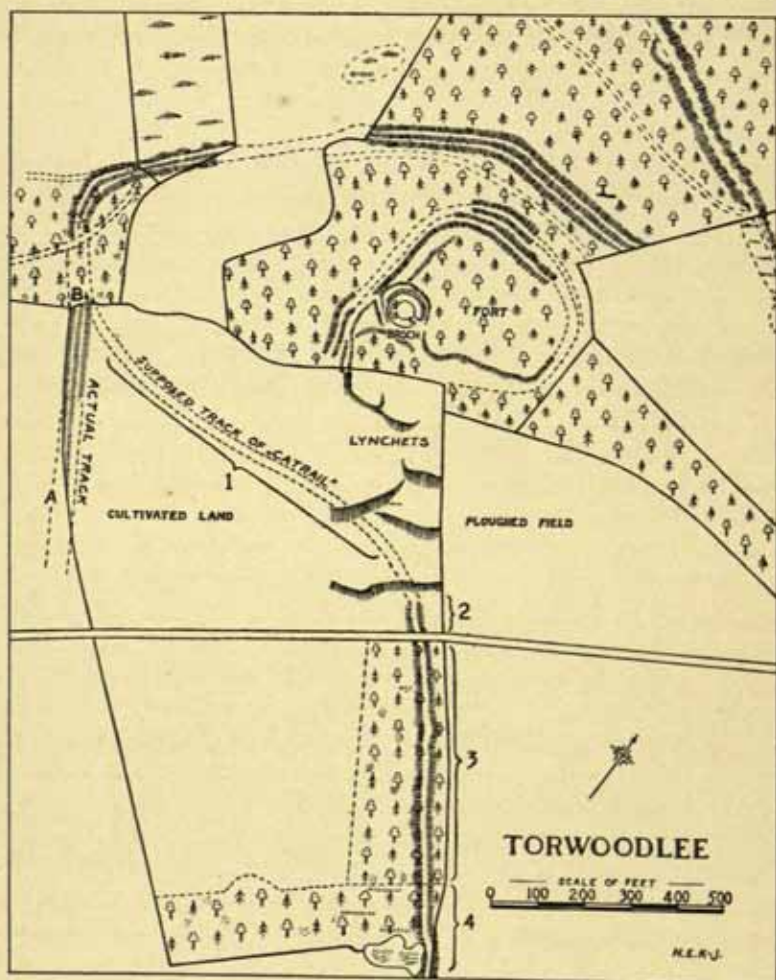 B
FORT
BROCH
SUPPOSED TRACK OF "CATRAIL"
ACTUAL TRACK
LYNCHETS
A
1
CULTIVATED LAND
PLOUGHED FIELD
2
3
TORWOODLEE
SCALE OF FEET
0 100 200 300 400 500
4
H.E.K-J.